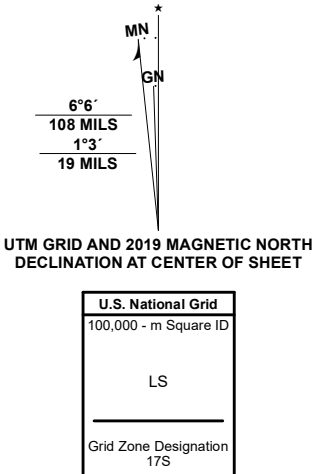 MN
GN
6°6´
108 MILS
1°3´
19 MILS
UTM GRID AND 2019 MAGNETIC NORTH
DECLINATION AT CENTER OF SHEET
U.S. National Grid
100,000 - m Square ID
LS
Grid Zone Designation
17S